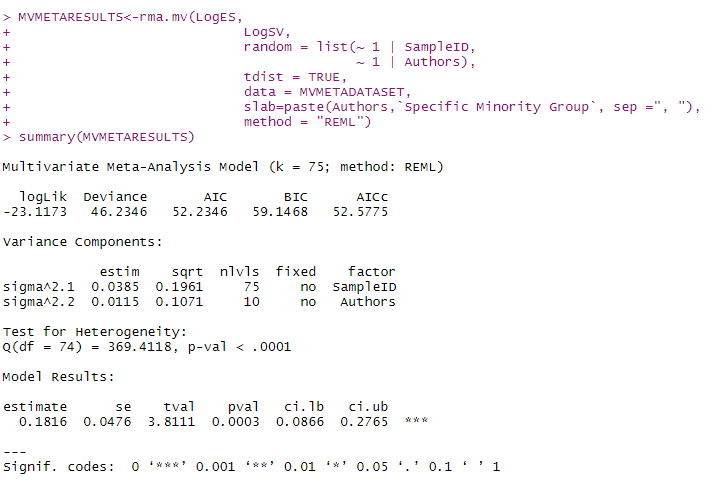 > MVMETARESULTS<-rma.mv(LogES,
+ LogSV,
+ random = list(~ 1 | SampleID,
+ ~ 1 | Authors),
+ tdist = TRUE,
+ data = MVMETADATASET,
+ slab=paste(Authors,`Specific Minority Group`, sep =", "),
+ method = "REML")
> summary(MVMETARESULTS)
Multivariate Meta-Analysis Model (k = 75; method: REML)
logLik Deviance AIC BIC AICc
-23.1173 46.2346 52.2346 59.1468 52.5775
Variance Components:
estim sqrt nlvls fixed factor
sigma^2.1 0.0385 0.1961 75 no SampleID
sigma^2.2 0.0115 0.1071 10 no Authors
Test for Heterogeneity:
Q(df = 74) = 369.4118, p-val < .0001
Model Results:
estimate se tval pval ci.lb ci.ub
0.1816 0.0476 3.8111 0.0003 0.0866 0.2765 ***
---
Signif. codes: 0 ‘***’ 0.001 ‘**’ 0.01 ‘*’ 0.05 ‘.’ 0.1 ‘ ’ 1